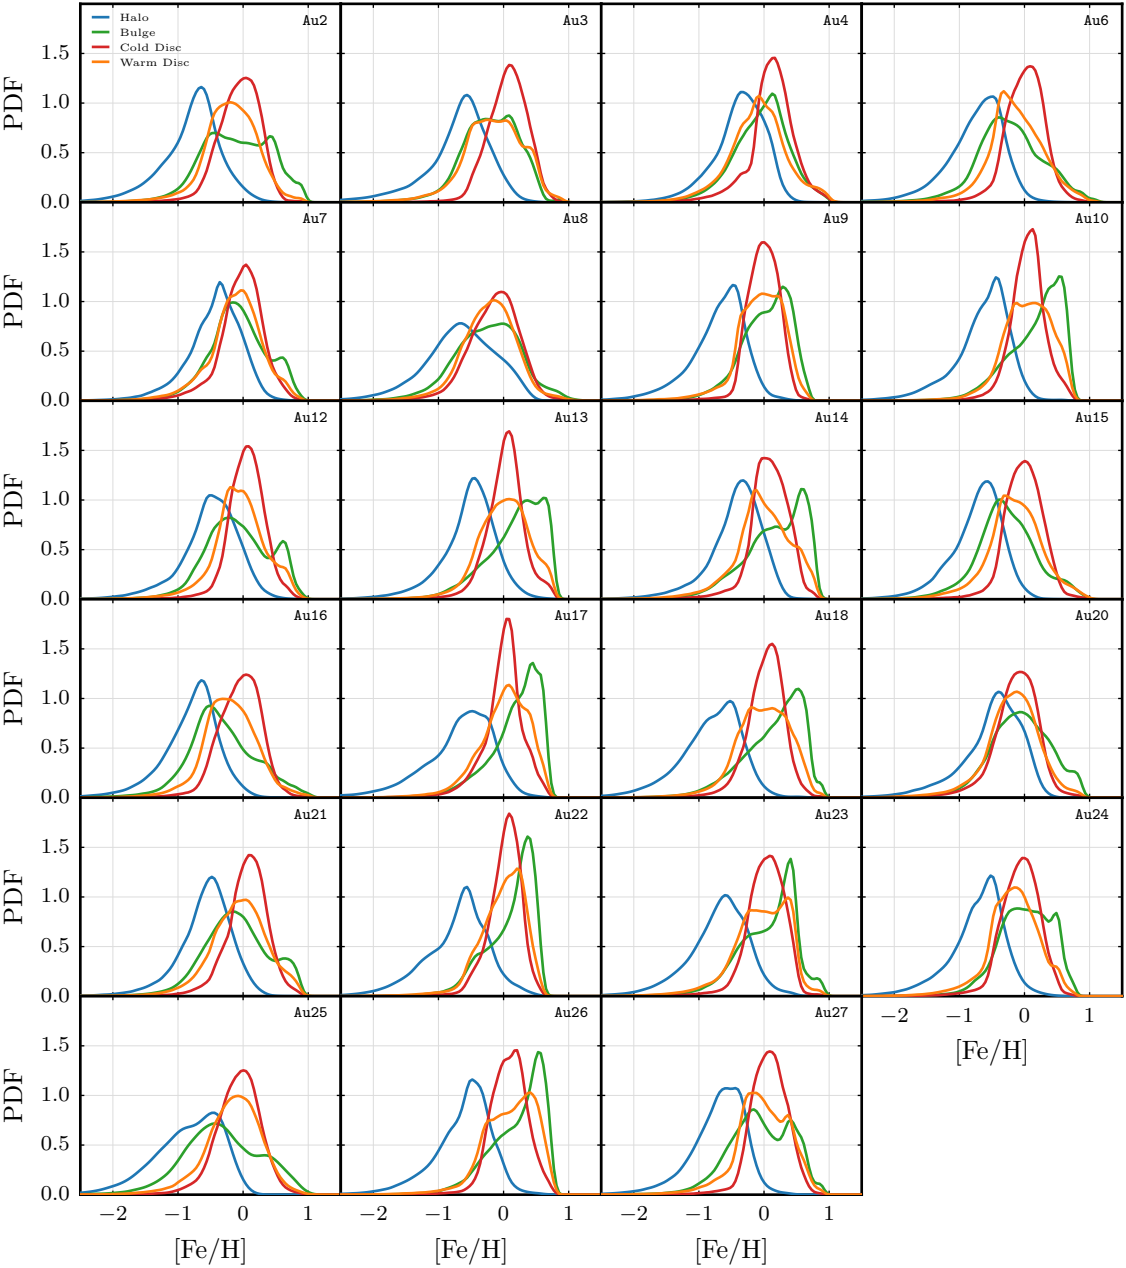 Au2
Halo
Bulge
Cold Disc
Warm Disc
Au3
Au4
Au6
PDF
1.5
1.0
0.5
0.0
Au7
Au8
Au9
Au10
PDF
1.5
1.0
0.5
0.0
Au12
Au13
Au14
Au15
PDF
1.5
1.0
0.5
0.0
Au16
Au17
Au18
Au20
PDF
1.5
1.0
0.5
0.0
Au21
Au22
Au23
Au24
PDF
1.5
1.0
0.5
0.0
−2 −1 0 1
[Fe/H]
Au25
Au26
Au27
PDF
1.5
1.0
0.5
0.0
−2 −1 0 1
−2 −1 0 1
−2 −1 0 1
[Fe/H]
[Fe/H]
[Fe/H]